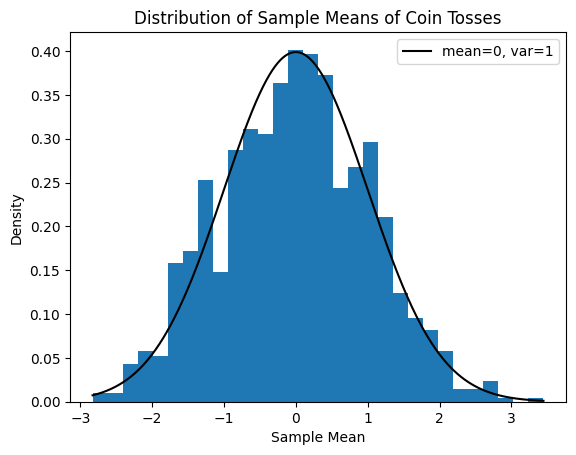 Distribution of Sample Means of Coin Tosses
mean=0, var=1
Density
0.40
0.35
0.30
0.25
0.20
0.15
0.10
0.05
0.00
−3 −2 −1 0 1 2 3
Sample Mean